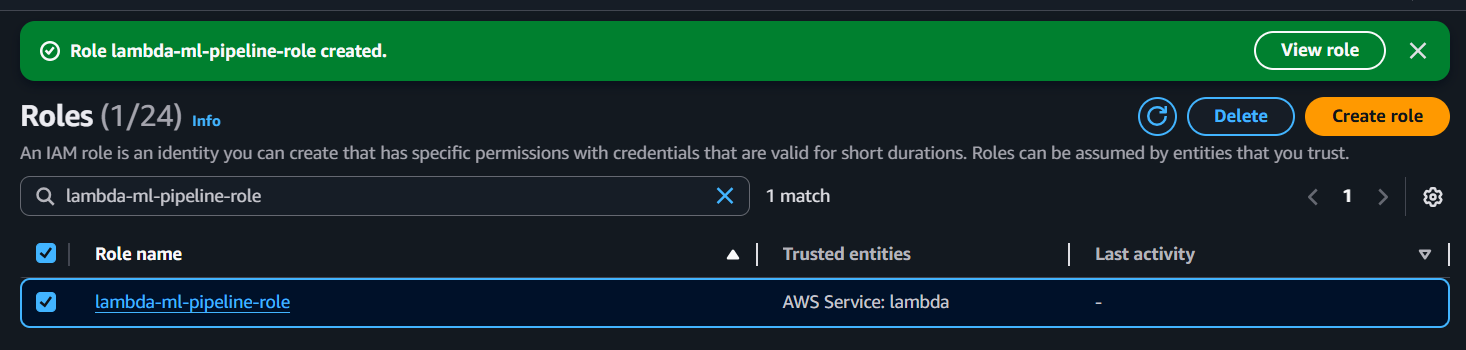 Role lambda-ml-pipeline-role created.
View role
Roles (1/24) Info
Delete
Create role
An IAM role is an identity you can create that has specific permissions with credentials that are valid for short durations. Roles can be assumed by entities that you trust.
lambda-ml-pipeline-role
1 match
1
Role name
Trusted entities
Last activity
lambda-ml-pipeline-role
AWS Service: lambda
-